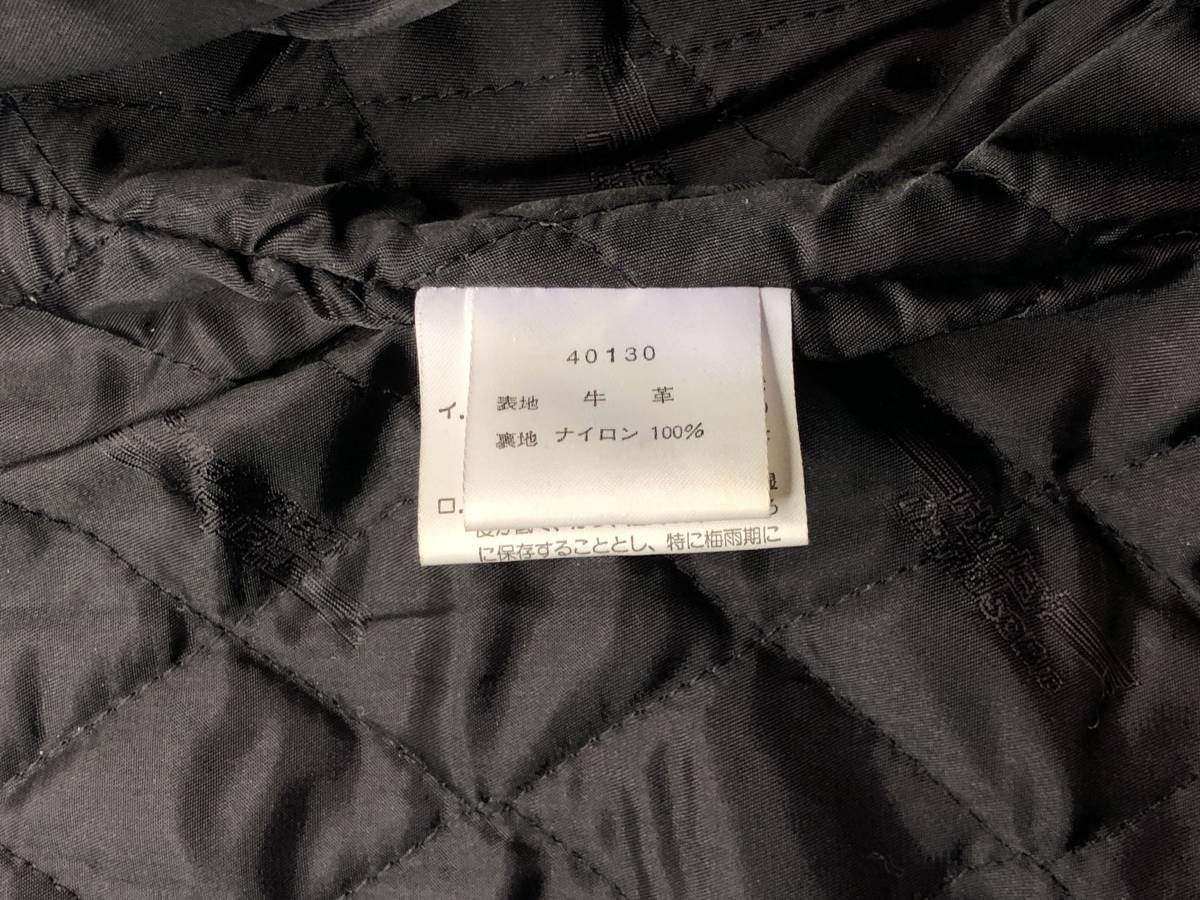 40130
表地 牛 革
裏地 ナイロン 100%
イ.
ロ.
に保存することとし、特に梅雨期に